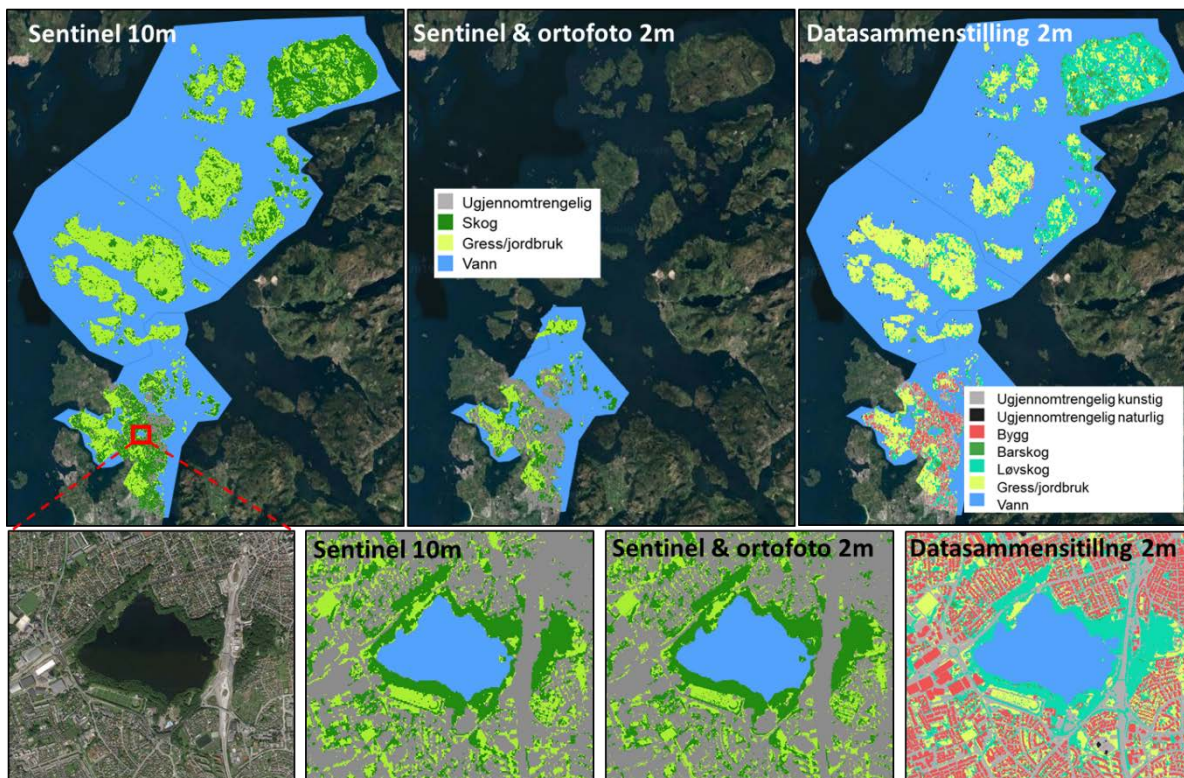 Sentinel 10m
Sentinel & ortofoto 2m
Datasammenstilling 2m
Ugjennomtrengelig
Skog
Gress/jordbruk
Vann
Ugjennomtrengelig kunstig
Ugjennomtrengelig naturlig
Bygg
Barskog
Løvskog
Gress/jordbruk
Vann
Sentinel 10m
Sentinel & ortofoto 2m
Datasammensitillng 2m